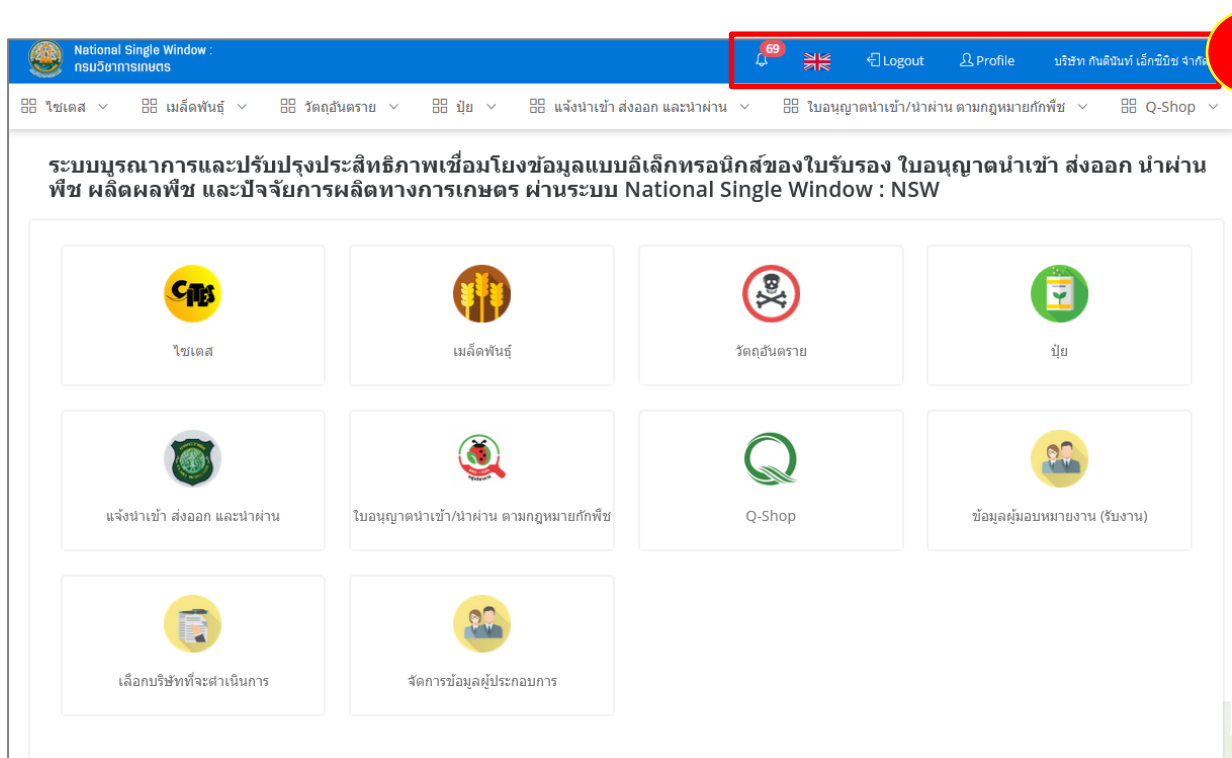 National Single Window :
กรมวิชาการเกษตร
69
Logout
Profile
บริษัท กันตินันท์ เอ็กซิบิช จำกัด
ไซเตส
เมล็ดพันธุ์
วัตถุอันตราย
ปุ๋ย
แจ้งนำเข้า ส่งออก และนำผ่าน
ใบอนุญาตนำเข้า/นำผ่าน ตามกฎหมายกักพืช
Q-Shop
ระบบบูรณาการและปรับปรุงประสิทธิภาพเชื่อมโยงข้อมูลแบบอิเล็กทรอนิกส์ของใบรับรอง ใบอนุญาตนำเข้า ส่งออก นำผ่าน
พืช ผลิตผลพืช และปัจจัยการผลิตทางการเกษตร ผ่านระบบ National Single Window : NSW
CITES
ไซเตส
เมล็ดพันธุ์
วัตถุอันตราย
ปุ๋ย
แจ้งนำเข้า ส่งออก และนำผ่าน
ใบอนุญาตนำเข้า/นำผ่าน ตามกฎหมายกักพืช
Q-Shop
ข้อมูลผู้มอบหมายงาน (รับงาน)
เลือกบริษัทที่จะดำเนินการ
จัดการข้อมูลผู้ประกอบการ